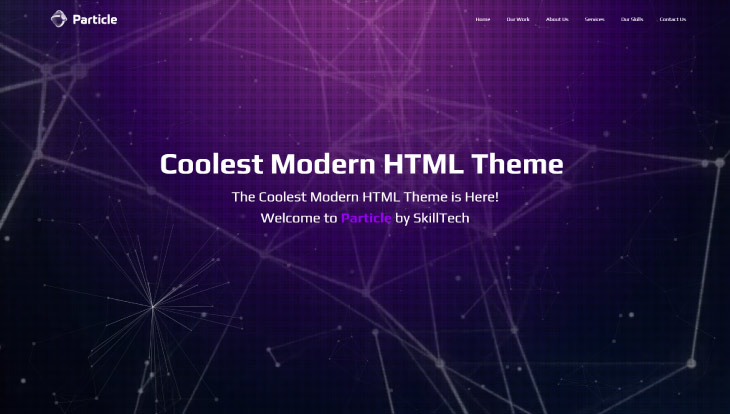 Particle
Home Our Work About Us Services Our Skills Contact Us
Coolest Modern HTML Theme
The Coolest Modern HTML Theme is Here!
Welcome to Particle by SkillTech